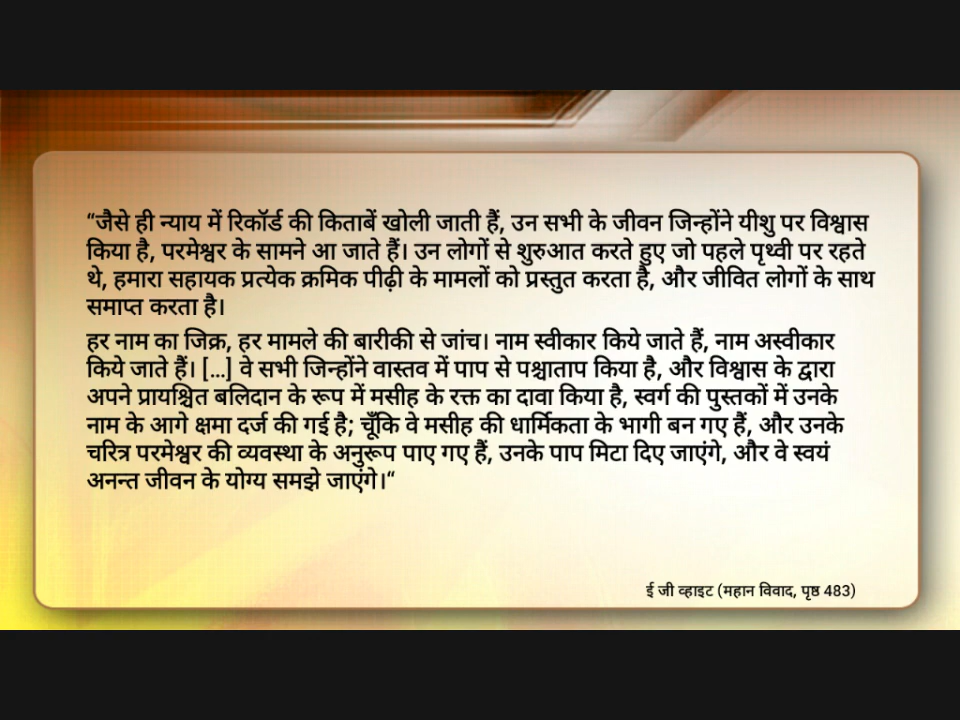 “जैसे ही न्याय में रिकॉर्ड की किताबें खोली जाती हैं, उन सभी के जीवन जिन्होंने यीशु पर विश्वास
किया है, परमेश्वर के सामने आ जाते हैं। उन लोगों से शुरुआत करते हुए जो पहले पृथ्वी पर रहते
थे, हमारा सहायक प्रत्येक क्रमिक पीढ़ी के मामलों को प्रस्तुत करता है, और जीवित लोगों के साथ
समाप्त करता है।
हर नाम का जिक्र, हर मामले की बारीकी से जांच। नाम स्वीकार किये जाते हैं, नाम अस्वीकार
किये जाते हैं। [...] वे सभी जिन्होंने वास्तव में पाप से पश्चाताप किया है, और विश्वास के द्वारा
अपने प्रायश्चित बलिदान के रूप में मसीह के रक्त का दावा किया है, स्वर्ग की पुस्तकों में उनके
नाम के आगे क्षमा दर्ज की गई है; चूँकि वे मसीह की धार्मिकता के भागी बन गए हैं, और उनके
चरित्र परमेश्वर की व्यवस्था के अनुरूप पाए गए हैं, उनके पाप मिटा दिए जाएंगे, और वे स्वयं
अनन्त जीवन के योग्य समझे जाएंगे।“
ई जी व्हाइट (महान विवाद, पृष्ठ 483)